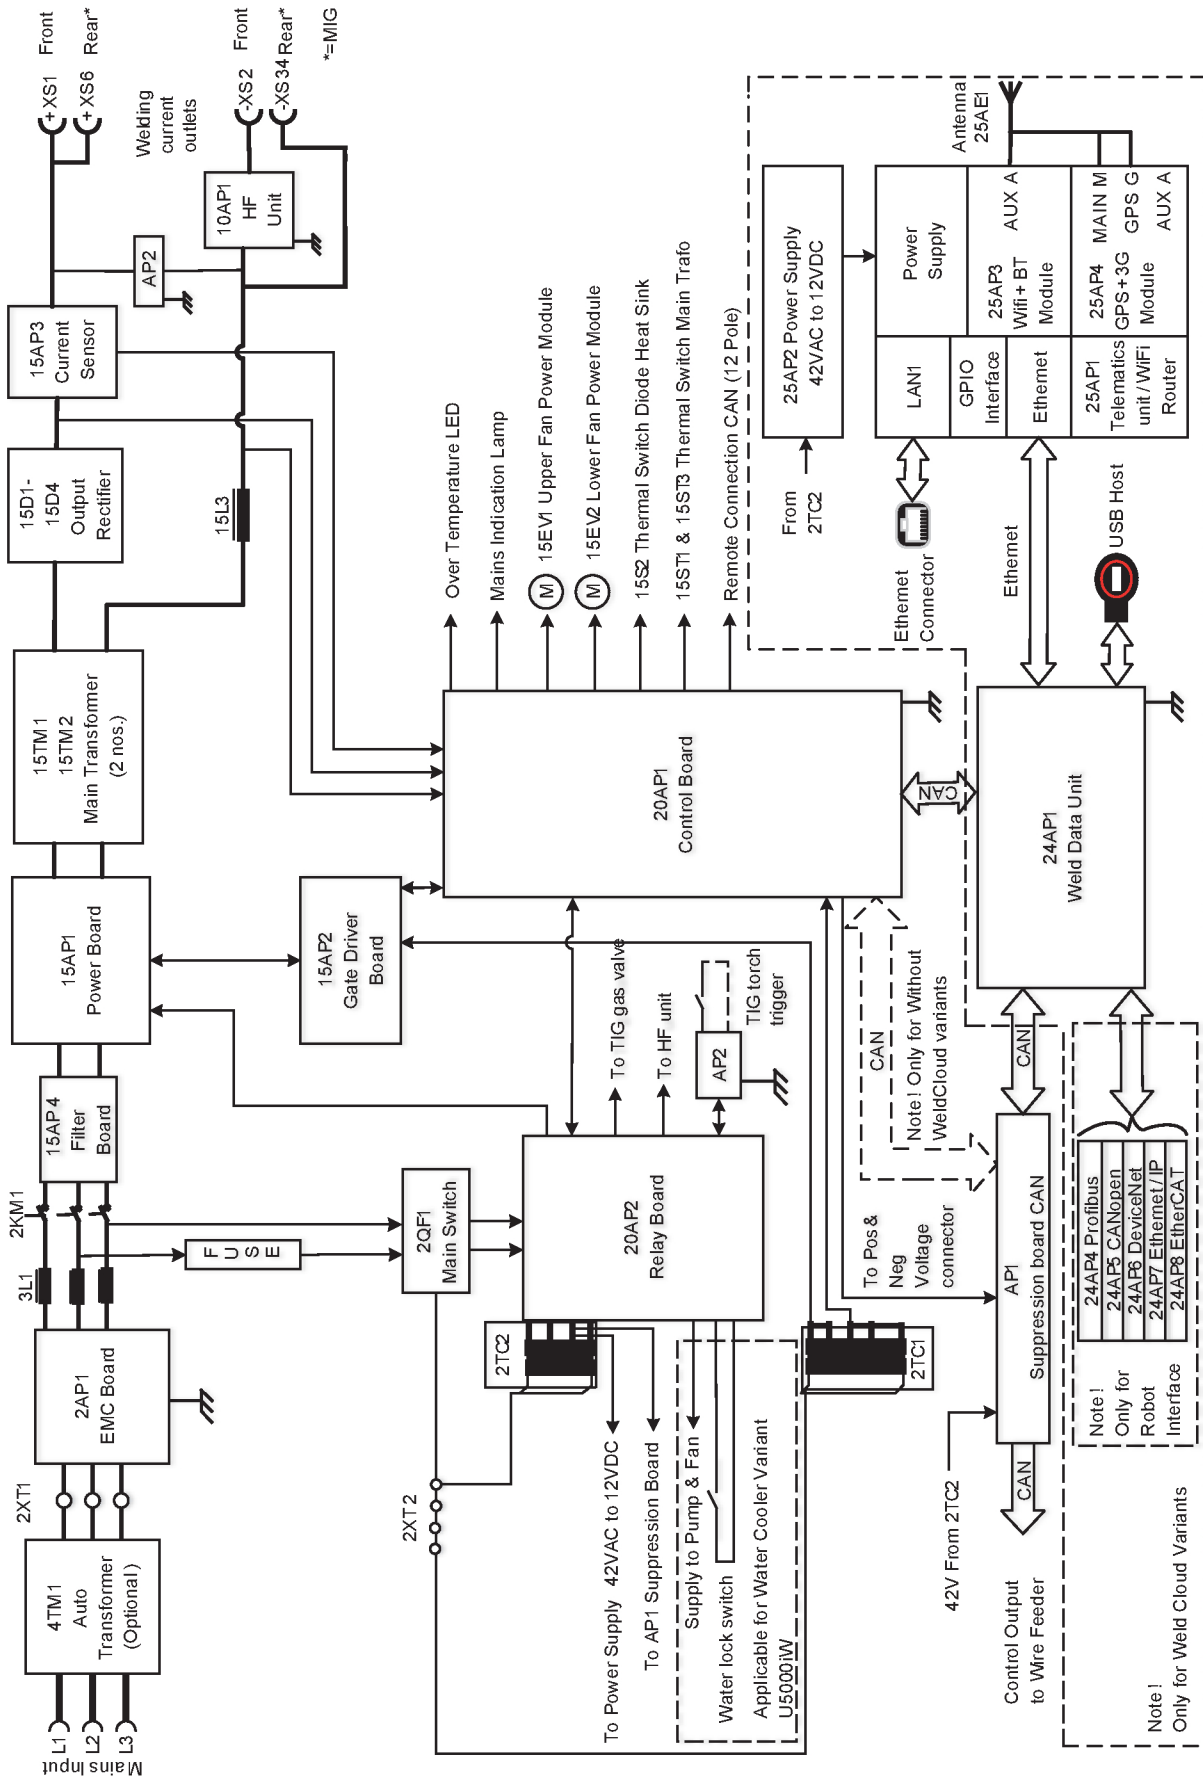 Mains Input
L1
L2
L3
4TM1
Auto
Transformer
(Optional)
2XT1
2AP1
EMC Board
3L1
2KM1
15AP4
Filter
Board
15AP1
Power Board
15TM1
15TM2
Main Transformer
(2 nos.)
15D1-
15D4
Output
Rectifier
15AP3
Current
Sensor
+XS1 Front
+XS6 Rear*
Welding
current
outlets
AP2
15L3
10AP1
HF
Unit
-XS2 Front
-XS34 Rear*
*=MIG
FUSE
2QF1
Main Switch
15AP2
Gate Driver
Board
2XT2
2TC2
20AP2
Relay Board
To TIG gas valve
To HF unit
AP2
TIG torch
trigger
To Power Supply 42VAC to 12VDC
To AP1 Suppression Board
Supply to Pump & Fan
Water lock switch
Applicable for Water Cooler Variant
U5000iW
2TC1
20AP1
Control Board
Over Temperature LED
Mains Indication Lamp
M 15EV1 Upper Fan Power Module
M 15EV2 Lower Fan Power Module
15S2 Thermal Switch Diode Heat Sink
15ST1 & 15ST3 Thermal Switch Main Trafo
Remote Connection CAN (12 Pole)
To Pos &
Neg
Voltage
connector
CAN
Note! Only for Without
WeldCloud variants
CAN
42V From 2TC2
AP1
Suppression board CAN
CAN
CAN
Control Output
to Wire Feeder
24AP1
Weld Data Unit
Note!
Only for
Robot
Interface
24AP4 Profibus
24AP5 CANopen
24AP6 DeviceNet
24AP7 Ethernet/IP
24AP8 EtherCAT
Note!
Only for Weld Cloud Variants
From
2TC2
25AP2 Power Supply
42VAC to 12VDC
Ethernet
Connector
Ethernet
USB Host
LAN1
GPIO
Interface
Ethernet
25AP1
Telematics
unit / WiFi
Router
Power
Supply
25AP3
Wifi + BT
Module
AUX A
25AP4
GPS+3G
Module
MAIN M
GPS G
AUX A
Antenna
25AE1